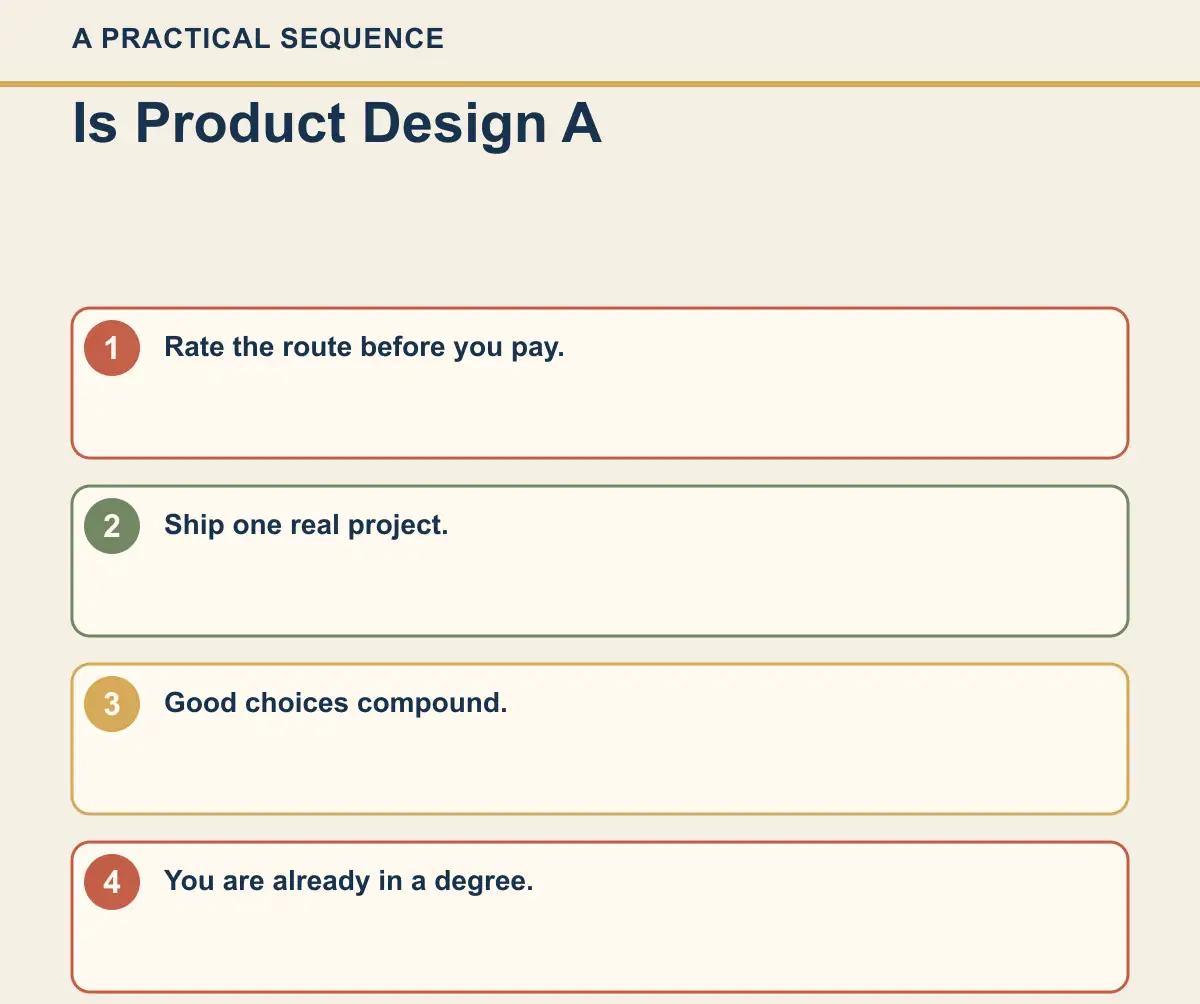 A PRACTICAL SEQUENCE
Is Product Design A
1 Rate the route before you pay.
2 Ship one real project.
3 Good choices compound.
4 You are already in a degree.